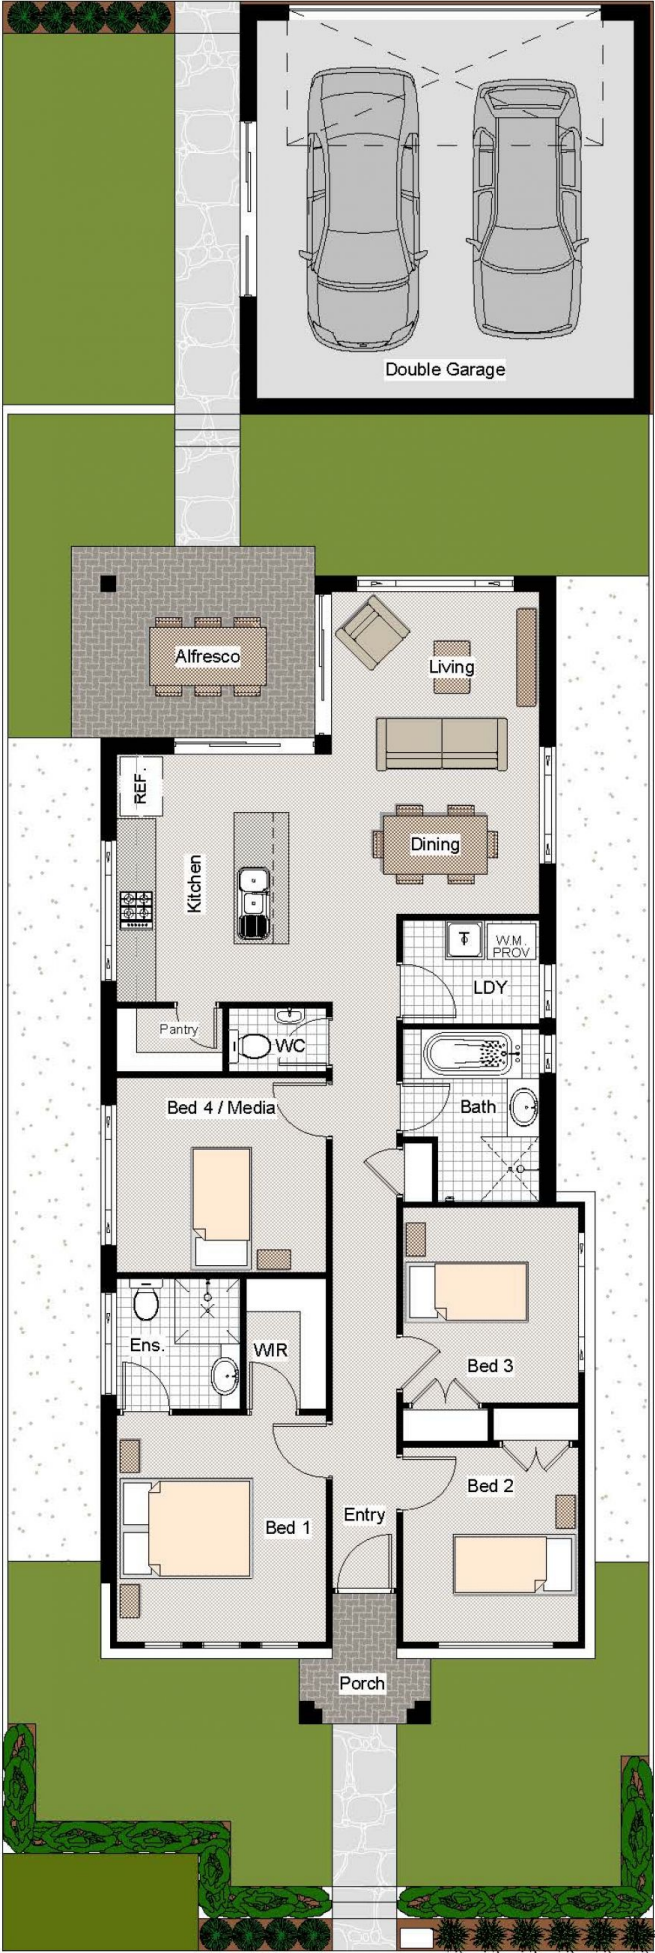 Double Garage
Alfresco
Living
REF.
Kitchen
Dining
W.M.
PROV
LDY
Pantry
WC
Bed 4 / Media
Bath
Ens.
WIR
Bed 3
Bed 2
Entry
Bed 1
Porch